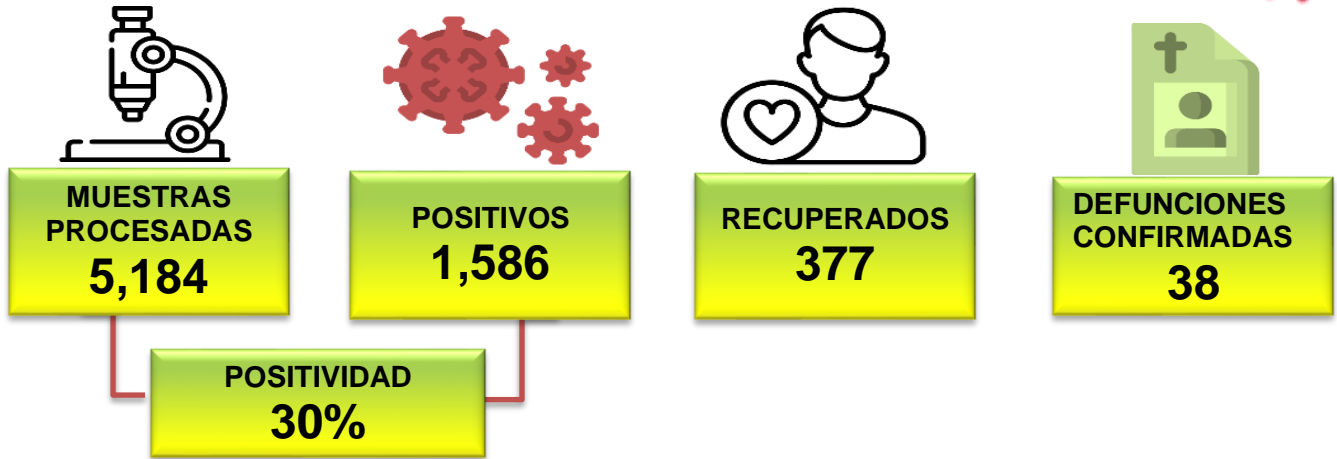 MUESTRAS
PROCESADAS
5,184
POSITIVOS
1,586
RECUPERADOS
377
DEFUNCIONES
CONFIRMADAS
38
POSITIVIDAD
30%